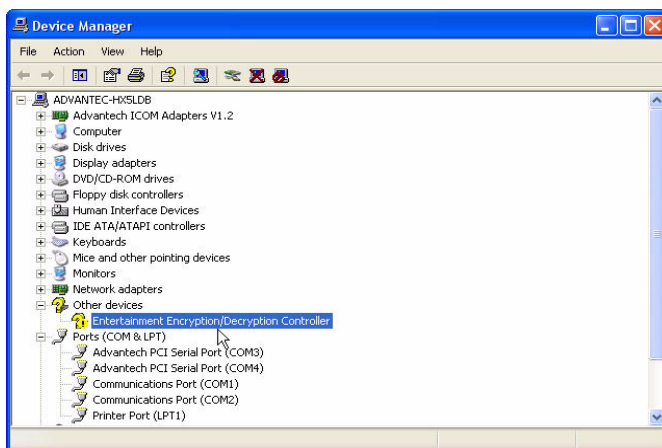 Device Manager
File Action View Help
ADVANTEC-HX5LDB
Advantech ICOM Adapters V1.2
Computer
Disk drives
Display adapters
DVD/CD-ROM drives
Floppy disk controllers
Human Interface Devices
IDE ATA/ATAPI controllers
Keyboards
Mice and other pointing devices
Monitors
Network adapters
Other devices
Entertainment Encryption/Decryption Controller
Ports (COM & LPT)
Advantech PCI Serial Port (COM3)
Advantech PCI Serial Port (COM4)
Communications Port (COM1)
Communications Port (COM2)
Printer Port (LPT1)